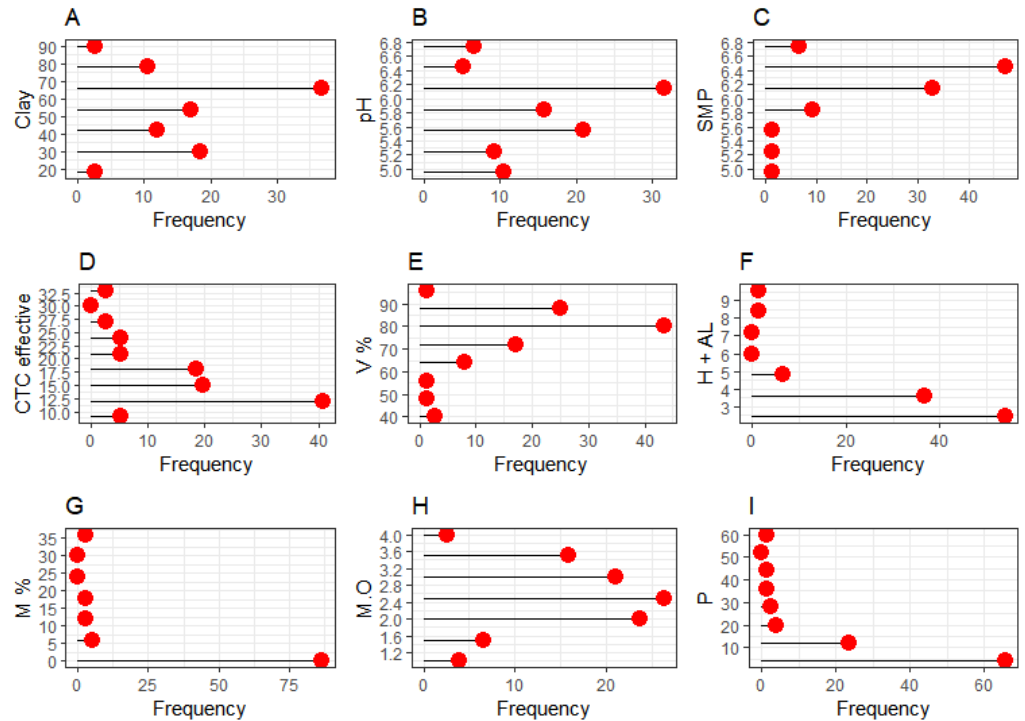 A
Clay
90
80
70
60
50
40
30
20
0 10 20 30
Frequency
B
pH
6.8
6.6
6.4
6.2
6.0
5.8
5.6
5.4
5.2
5.0
0 10 20 30
Frequency
C
SMP
6.8
6.6
6.4
6.2
6.0
5.8
5.6
5.4
5.2
5.0
0 10 20 30 40
Frequency
D
CTC effective
32.5
30.0
27.5
25.0
22.5
20.0
17.5
15.0
12.5
10.0
0 10 20 30 40
Frequency
E
V %
90
80
70
60
50
40
0 10 20 30 40
Frequency
F
H + AL
9
8
7
6
5
4
3
0 20 40
Frequency
G
M %
35
30
25
20
15
10
5
0
0 25 50 75
Frequency
H
M.O
4.0
3.6
3.2
2.8
2.4
2.0
1.6
1.2
0 10 20
Frequency
I
P
60
50
40
30
20
10
0 20 40 60
Frequency